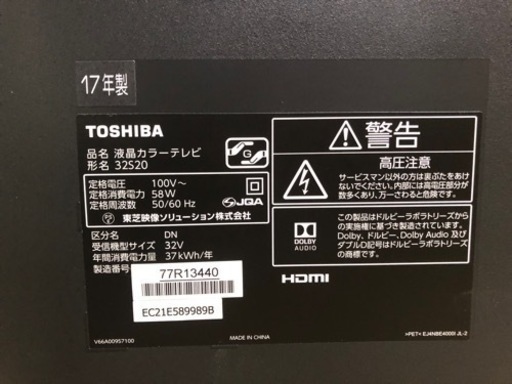 17年製
TOSHIBA
品名 液晶カラーテレビ
形名 32S20
定格電圧 100V～
定格消費電力 58W
定格周波数 50/60 Hz
JQA
東芝映像ソリューション株式会社
区分名 DN
受信機型サイズ 32V
年間消費電力量 37kWh/年
製造番号
77R13440
EC21E589989B
V66A00957100
警告
高圧注意
サービスマン以外の方は裏ぶたをあけないでください。内部には高電圧部分が数多くあり、万一さわると危険です。
DOLBY
AUDIO
この製品はドルビーラボラトリーズからの実施権に基づき製造されています。Dolby、ドルビー、Dolby Audio 及びダブルD記号はドルビーラボラトリーズの商標です。
HDMI
MADE IN CHINA
>PET< EJ4NBE4000I JL-2